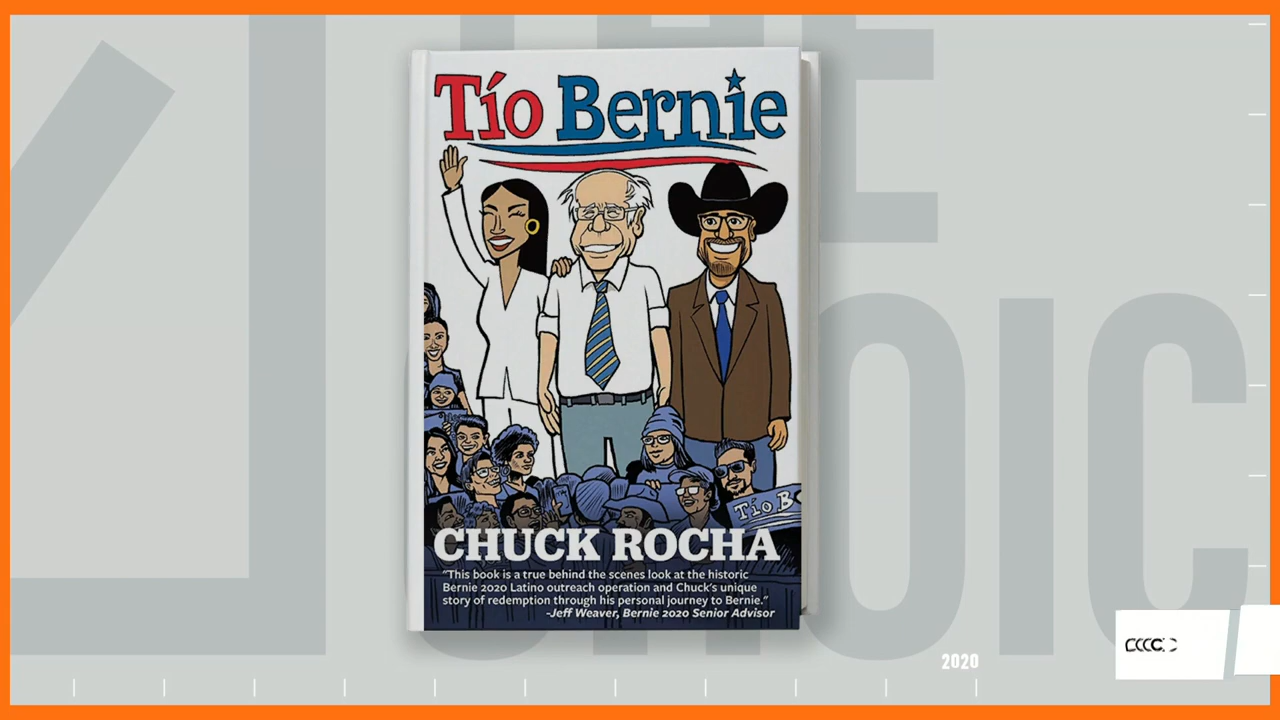 THE
CHOIC
Tío Bernie
Tío B
CHUCK ROCHA
"This book is a true behind the scenes look at the historic
Bernie 2020 Latino outreach operation and Chuck's unique
story of redemption through his personal journey to Bernie."
-Jeff Weaver, Bernie 2020 Senior Advisor
2020